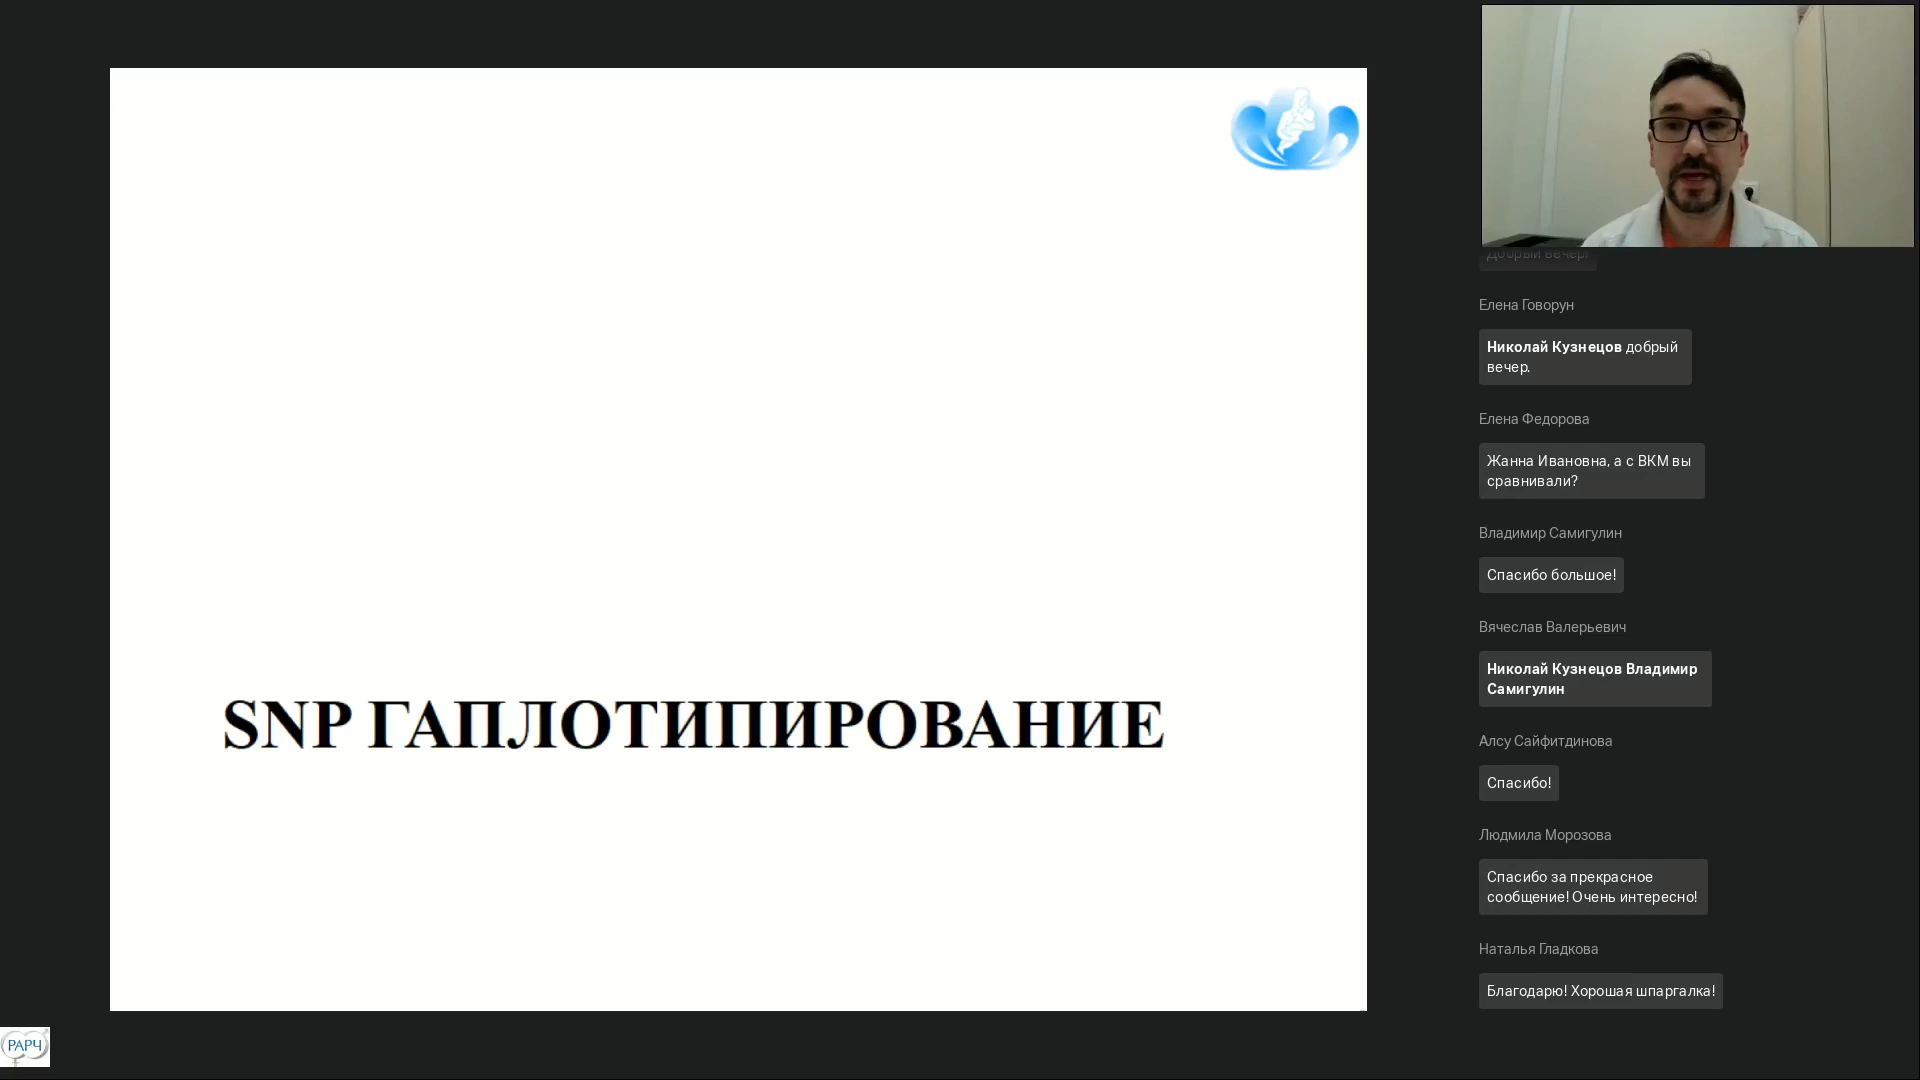 SNP ГАПЛОТИПИРОВАНИЕ
Добрый вечер!
Елена Говорун
Николай Кузнецов добрый
вечер.
Елена Федорова
Жанна Ивановна, а с ВКМ вы
сравнивали?
Владимир Самигулин
Спасибо большое!
Вячеслав Валерьевич
Николай Кузнецов Владимир
Самигулин
Алсу Сайфитдинова
Спасибо!
Людмила Морозова
Спасибо за прекрасное
сообщение! Очень интересно!
Наталья Гладкова
Благодарю! Хорошая шпаргалка!
РАРЧ